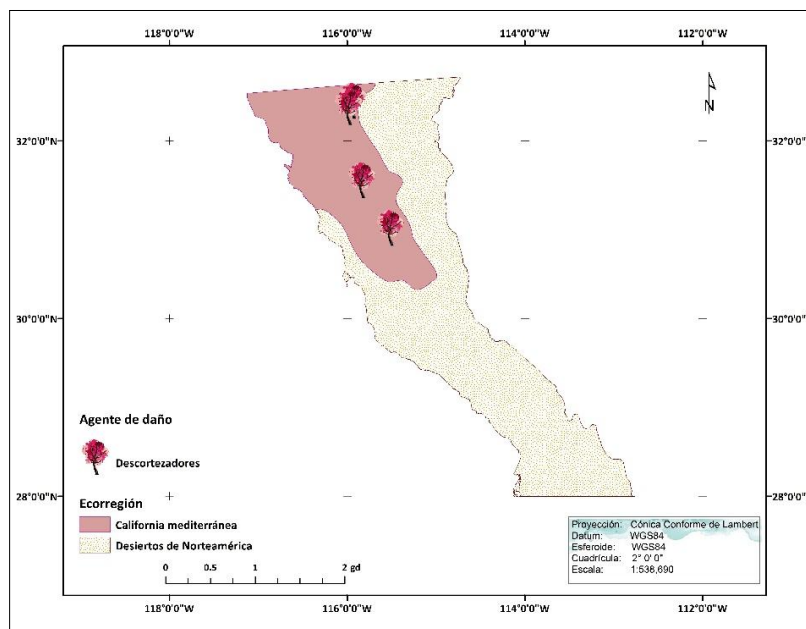 118°0'0"W 116°0'0"W 114°0'0"W 112°0'0"W
N
32°0'0"N 32°0'0"N
30°0'0"N 30°0'0"N
28°0'0"N 28°0'0"N
Agente de daño
Descortezadores
Ecorregión
California mediterránea
Desiertos de Norteamérica
0 0.5 1 2 gd
Proyección: Cónica Conforme de Lambert
Datum: WGS84
Esferoide: WGS84
Cuadrícula: 2° 0' 0"
Escala: 1:538,690
118°0'0"W 116°0'0"W 114°0'0"W 112°0'0"W